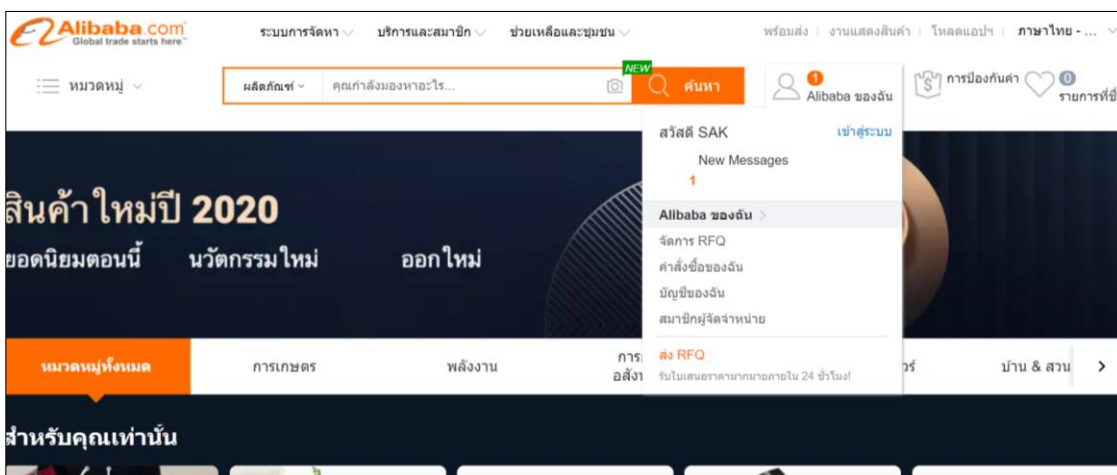 Alibaba.com
Global trade starts here.
ระบบการจัดหา บริการและสมาชิก ช่วยเหลือและชุมชน พร้อมส่ง งานแสดงสินค้า โหลดแอปฯ ภาษาไทย - ...
หมวดหมู่ ผลิตภัณฑ์ คุณกำลังมองหาอะไร... NEW ค้นหา 1 Alibaba ของฉัน การป้องกันค่า 0
สวัสดี SAK เข้าสู่ระบบ
New Messages
1
Alibaba ของฉัน
จัดการ RFQ
คำสั่งซื้อของฉัน
บัญชีของฉัน
สมาชิกผู้จัดจำหน่าย
ส่ง RFQ
รับใบเสนอราคามากมายภายใน 24 ชั่วโมง!
สินค้าใหม่ปี 2020
ยอดนิยมตอนนี้ นวัตกรรมใหม่ ออกใหม่
หมวดหมู่ทั้งหมด การเกษตร พลังงาน บ้าน & สวน
สำหรับคุณเท่านั้น